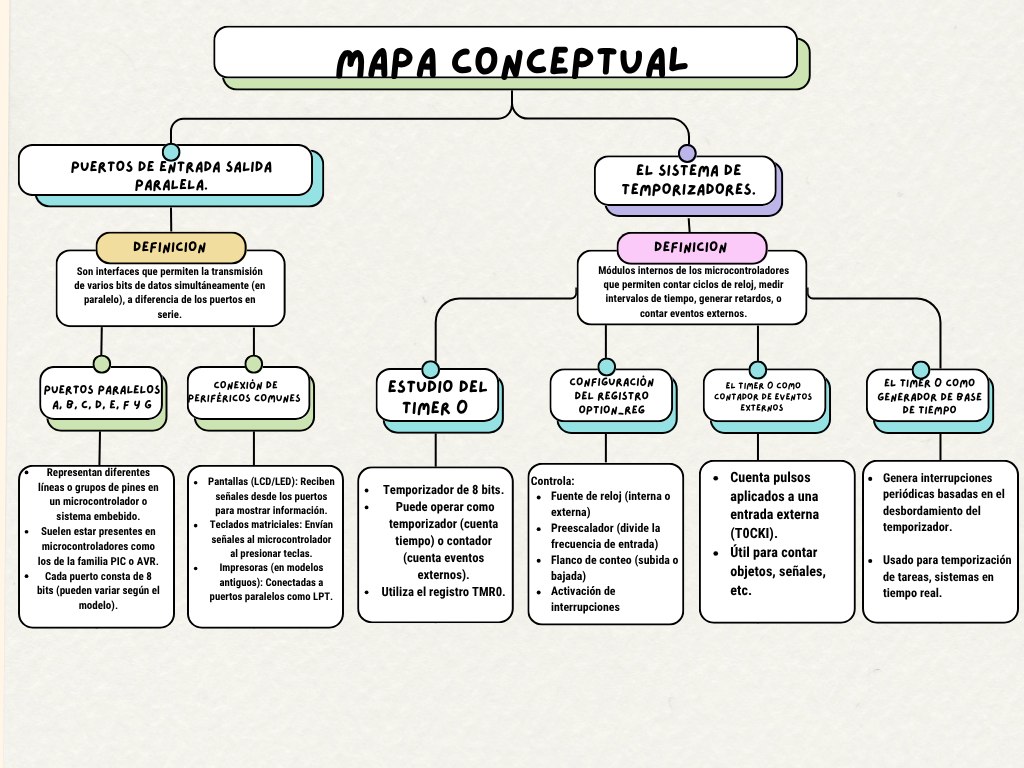 MAPA CONCEPTUAL
PUERTOS DE ENTRADA SALIDA
PARALELA.
DEFINICION
Son interfaces que permiten la transmisión
de varios bits de datos simultáneamente (en
paralelo), a diferencia de los puertos en
serie.
PUERTOS PARALELOS
A, B, C, D, E, F Y G
Representan diferentes
líneas o grupos de pines en
un microcontrolador o
sistema embebido.
Suelen estar presentes en
microcontroladores como
los de la familia PIC o AVR.
Cada puerto consta de 8
bits (pueden variar según el
modelo).
CONEXIÓN DE
PERIFÉRICOS COMUNES
Pantallas (LCD/LED): Reciben
señales desde los puertos
para mostrar información.
Teclados matriciales: Envían
señales al microcontrolador
al presionar teclas.
Impresoras (en modelos
antiguos): Conectadas a
puertos paralelos como LPT.
EL SISTEMA DE
TEMPORIZADORES.
DEFINICION
Módulos internos de los microcontroladores
que permiten contar ciclos de reloj, medir
intervalos de tiempo, generar retardos, o
contar eventos externos.
ESTUDIO DEL
TIMER 0
Temporizador de 8 bits.
Puede operar como
temporizador (cuenta
tiempo) o contador
(cuenta eventos
externos).
Utiliza el registro TMR0.
CONFIGURACIÓN
DEL REGISTRO
OPTION_REG
Controla:
Fuente de reloj (interna o
externa)
Preescalador (divide la
frecuencia de entrada)
Flanco de conteo (subida o
bajada)
Activación de
interrupciones
EL TIMER 0 COMO
CONTADOR DE EVENTOS
EXTERNOS
Cuenta pulsos
aplicados a una
entrada externa
(T0CKI).
Útil para contar
objetos, señales,
etc.
EL TIMER 0 COMO
GENERADOR DE BASE
DE TIEMPO
Genera interrupciones
periódicas basadas en el
desbordamiento del
temporizador.
Usado para temporización
de tareas, sistemas en
tiempo real.